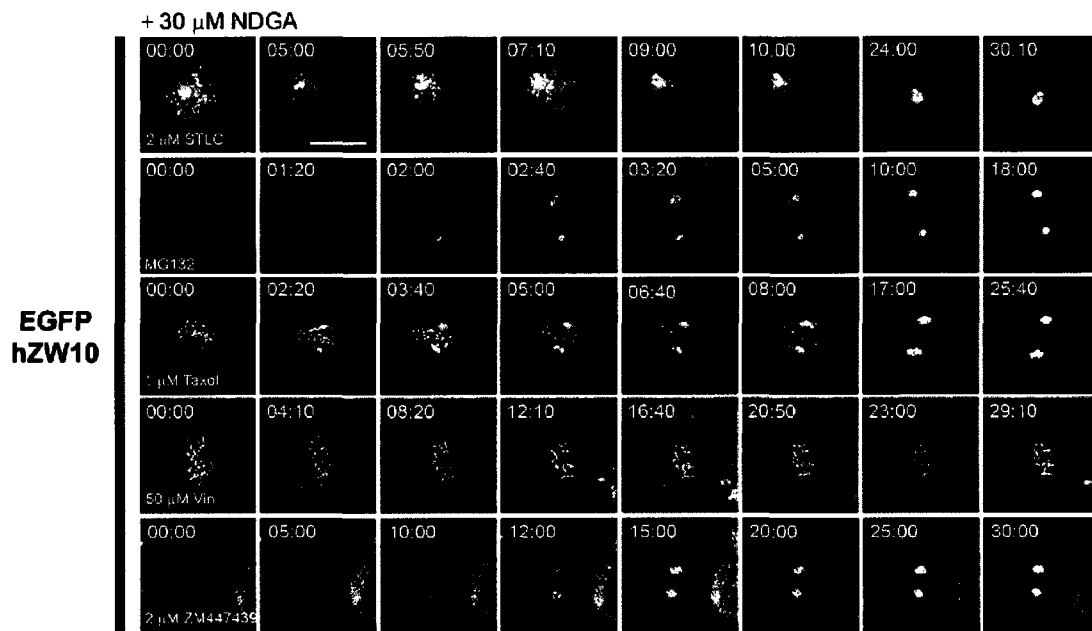 + 30 μM NDGA
00:00 05:00 05:50 07:10 09:00 10.00 24:00 30.10
2 μM STLC
00:00 01:20 02:00 02:40 03:20 05:00 10:00 18:00
MG132
00:00 02:20 03:40 05:00 06:40 08:00 17:00 25:40
EGFP
hZW10
1 μM Taxol
00:00 04:10 08:20 12:10 16:40 20:50 23:00 29:10
50 μM Vin
00:00 05:00 10:00 12:00 15:00 20:00 25:00 30:00
2 μM ZM447439